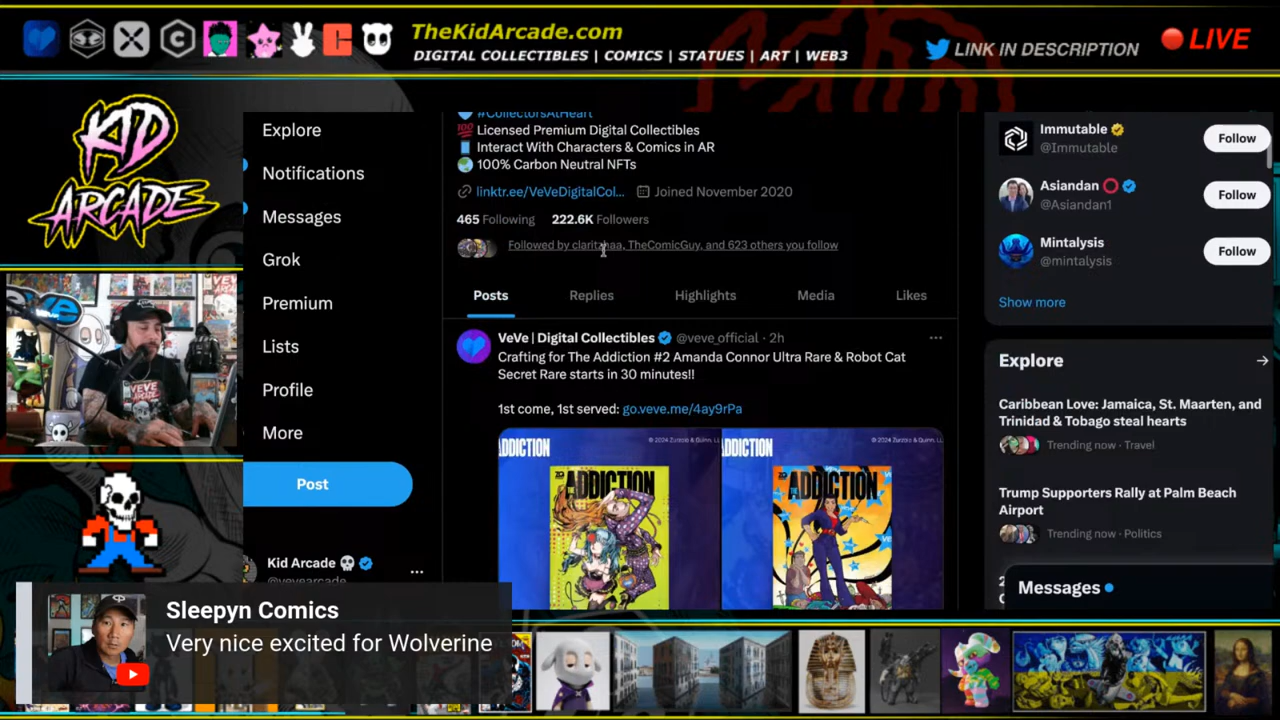 TheKidArcade.com
DIGITAL COLLECTIBLES | COMICS | STATUES | ART | WEB3
LINK IN DESCRIPTION
LIVE
KID
ARCADE
Explore
Notifications
Messages
Grok
Premium
Lists
Profile
More
Post
Kid Arcade
@vevearcade
#CollectorsAtHeart
Licensed Premium Digital Collectibles
Interact With Characters & Comics in AR
100% Carbon Neutral NFTs
linktr.ee/VeVeDigitalCol... Joined November 2020
465 Following 222.6K Followers
Followed by claritzhaa, TheComicGuy, and 623 others you follow
Posts Replies Highlights Media Likes
VeVe | Digital Collectibles @veve_official · 2h
Crafting for The Addiction #2 Amanda Connor Ultra Rare & Robot Cat
Secret Rare starts in 30 minutes!!
1st come, 1st served: go.veve.me/4ay9rPa
ADDICTION
ADDICTION
ADDICTION
ADDICTION
Immutable
@Immutable
Follow
Asiandan
@Asiandan1
Follow
Mintalysis
@mintalysis
Follow
Show more
Explore
Caribbean Love: Jamaica, St. Maarten, and
Trinidad & Tobago steal hearts
Trending now · Travel
Trump Supporters Rally at Palm Beach
Airport
Trending now · Politics
Messages
Sleepyn Comics
Very nice excited for Wolverine